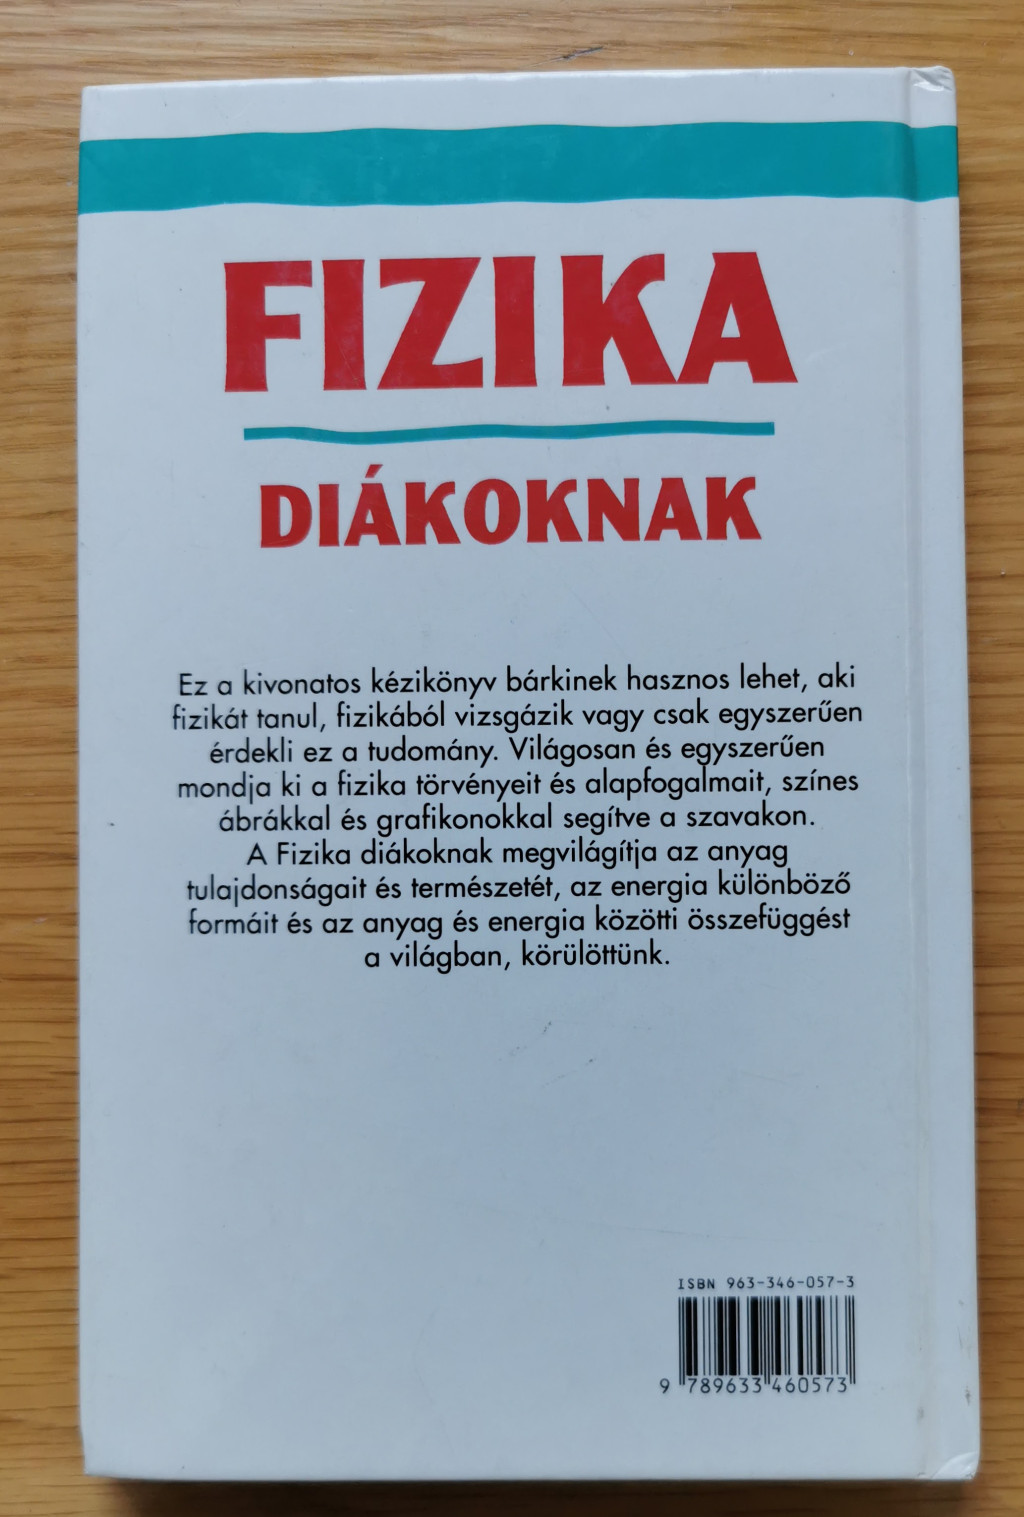 FIZIKA
DIÁKOKNAK
Ez a kivonatos kézikönyv bárkinek hasznos lehet, aki
fizikát tanul, fizikából vizsgázik vagy csak egyszerűen
érdekli ez a tudomány. Világosan és egyszerűen
mondja ki a fizika törvényeit és alapfogalmait, színes
ábrákkal és grafikonokkal segítve a szavakon.
A Fizika diákoknak megvilágítja az anyag
tulajdonságait és természetét, az energia különböző
formáit és az anyag és energia közötti összefüggést
a világban, körülöttünk.
ISBN 963-346-057-3
9 789633 460573